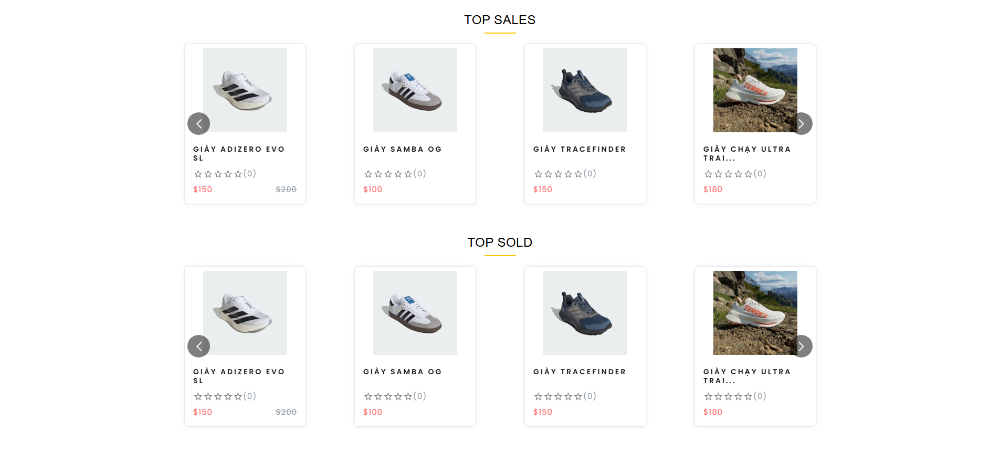 TOP SALES
GIÀY ADIZERO EVO
SL
(0)
$150 $200
GIÀY SAMBA OG
(0)
$100
GIÀY TRACEFINDER
(0)
$150
TERREX
GIÀY CHẠY ULTRA
TRAI...
(0)
$180
TOP SOLD
GIÀY ADIZERO EVO
SL
(0)
$150 $200
GIÀY SAMBA OG
(0)
$100
GIÀY TRACEFINDER
(0)
$150
TERREX
GIÀY CHẠY ULTRA
TRAI...
(0)
$180